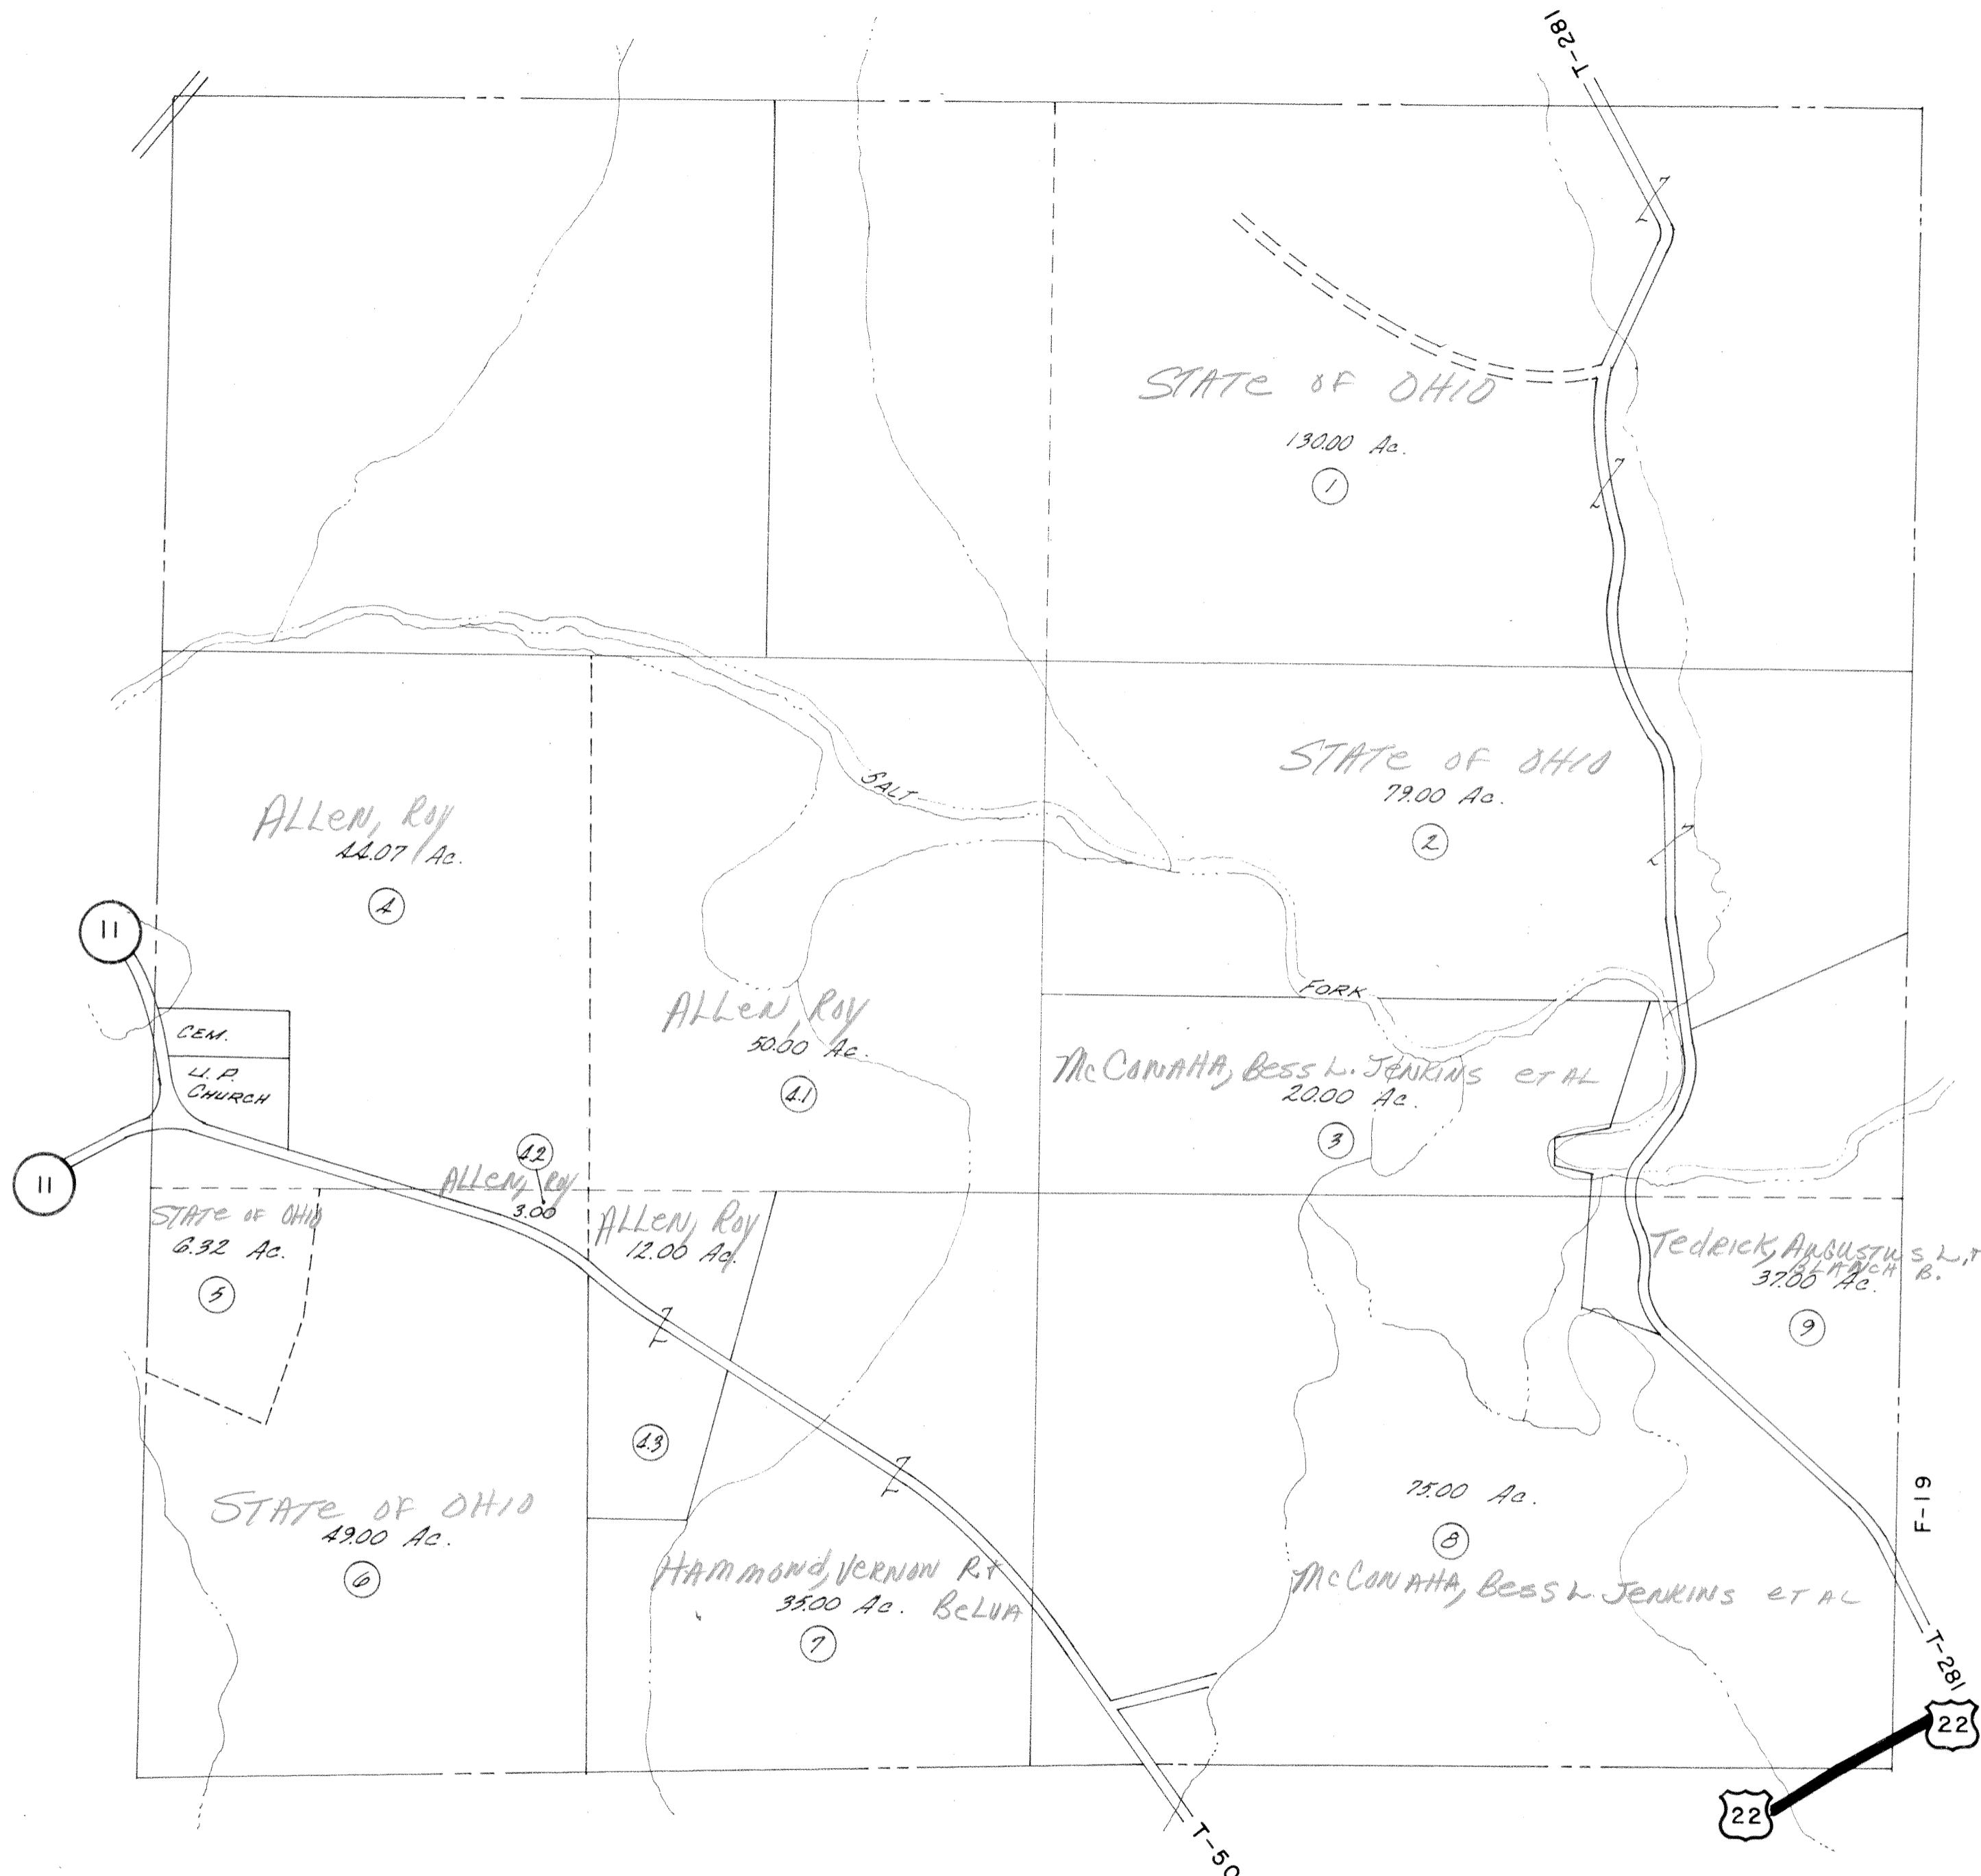 T-281
STATE OF OHIO
130.00 Ac.
1
STATE OF OHIO
79.00 Ac.
2
SALT
ALLEN, ROY
44.07 Ac.
4
11
FORK
ALLEN, ROY
50.00 Ac.
4.1
CEM.
U.P.
CHURCH
McCONAHA, BESS L. JENKINS ET AL
20.00 Ac.
3
11
4.2
ALLEN, ROY
3.00
STATE OF OHIO
6.32 Ac.
5
ALLEN, ROY
12.00 Ac.
4.3
TEDRICK, AUGUSTUS L. +
BLANCH B.
37.00 Ac.
9
STATE OF OHIO
49.00 Ac.
6
HAMMOND, VERNON R +
35.00 Ac. BELVA
7
75.00 Ac.
8
McCONAHA, BESS L. JENKINS ET AL
F-19
T-281
22
22
T-50